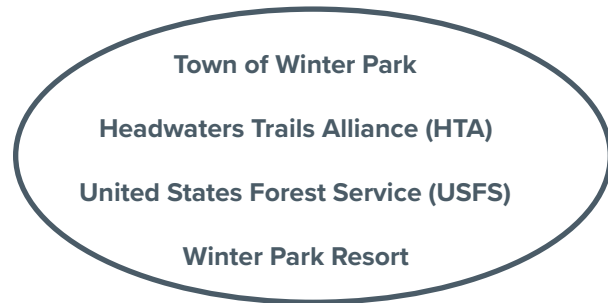 Town of Winter Park
Headwaters Trails Alliance (HTA)
United States Forest Service (USFS)
Winter Park Resort